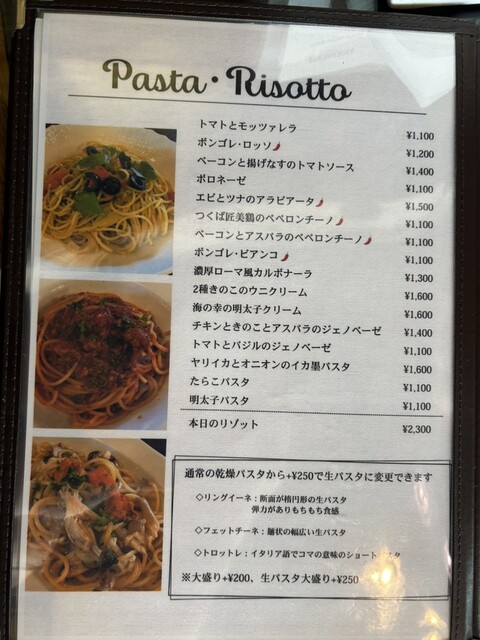 Pasta・Risotto
トマトとモッツァレラ ¥1,100
ボンゴレ・ロッソ ¥1,200
ベーコンと揚げなすのトマトソース ¥1,400
ボロネーゼ ¥1,100
エビとツナのアラビアータ ¥1,500
つくば匠美鶏のペペロンチーノ ¥1,100
ベーコンとアスパラのペペロンチーノ ¥1,100
ボンゴレ・ビアンコ ¥1,100
濃厚ローマ風カルボナーラ ¥1,300
2種きのこのウニクリーム ¥1,600
海の幸の明太子クリーム ¥1,600
チキンときのことアスパラのジェノベーゼ ¥1,400
トマトとバジルのジェノベーゼ ¥1,100
ヤリイカとオニオンのイカ墨パスタ ¥1,600
たらこパスタ ¥1,100
明太子パスタ ¥1,100
本日のリゾット ¥2,300
通常の乾燥パスタから+¥250で生パスタに変更できます
◇リングイーネ：断面が楕円形の生パスタ
弾力がありもちもち食感
◇フェットチーネ：麺状の幅広い生パスタ
◇トロットレ：イタリア語でコマの意味のショートパスタ
※大盛り+¥200、生パスタ大盛り+¥250